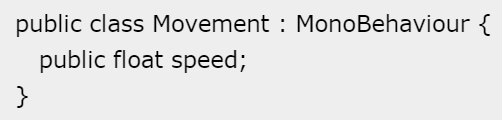 public class Movement : MonoBehaviour {
public float speed;
}